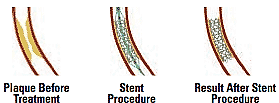 Plaque Before
Treatment
Stent
Procedure
Result After Stent
Procedure